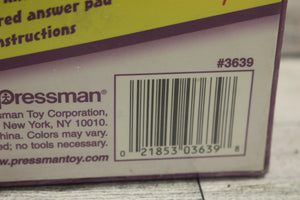 red answer pad
nstructions
#3639
Pressman®
sman Toy Corporation,
New York, NY 10010.
hina. Colors may vary.
ed; no tools necessary.
www.pressmantoy.com
0 21853 03639 8